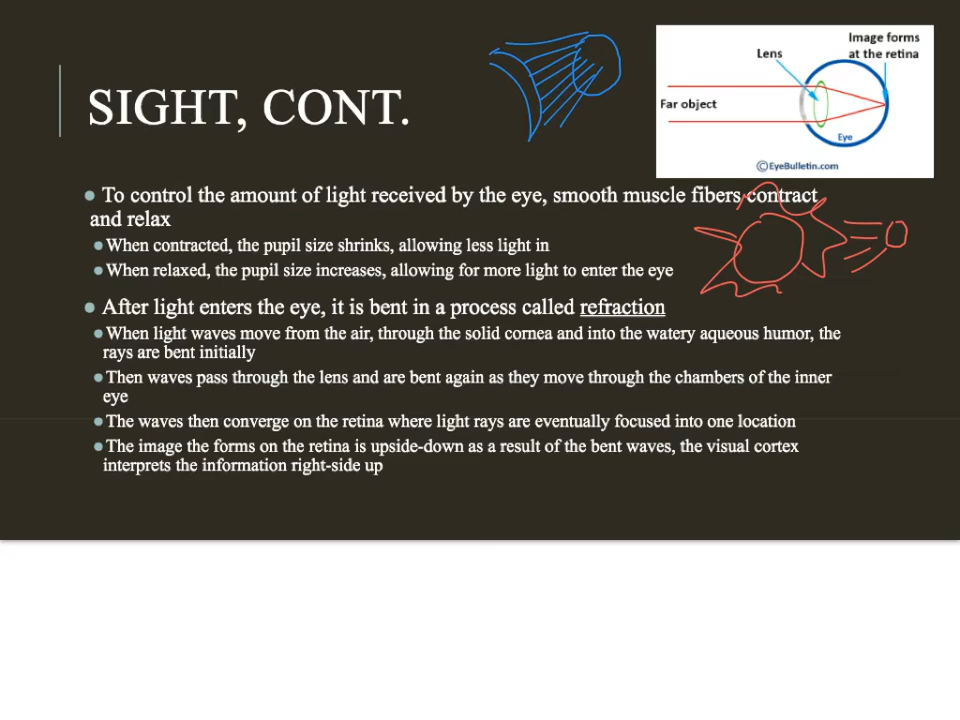 SIGHT, CONT.
Image forms
at the retina
Lens
Far object
Eye
©EyeBulletin.com
To control the amount of light received by the eye, smooth muscle fibers contract
and relax
When contracted, the pupil size shrinks, allowing less light in
When relaxed, the pupil size increases, allowing for more light to enter the eye
After light enters the eye, it is bent in a process called refraction
When light waves move from the air, through the solid cornea and into the watery aqueous humor, the
rays are bent initially
Then waves pass through the lens and are bent again as they move through the chambers of the inner
eye
The waves then converge on the retina where light rays are eventually focused into one location
The image the forms on the retina is upside-down as a result of the bent waves, the visual cortex
interprets the information right-side up